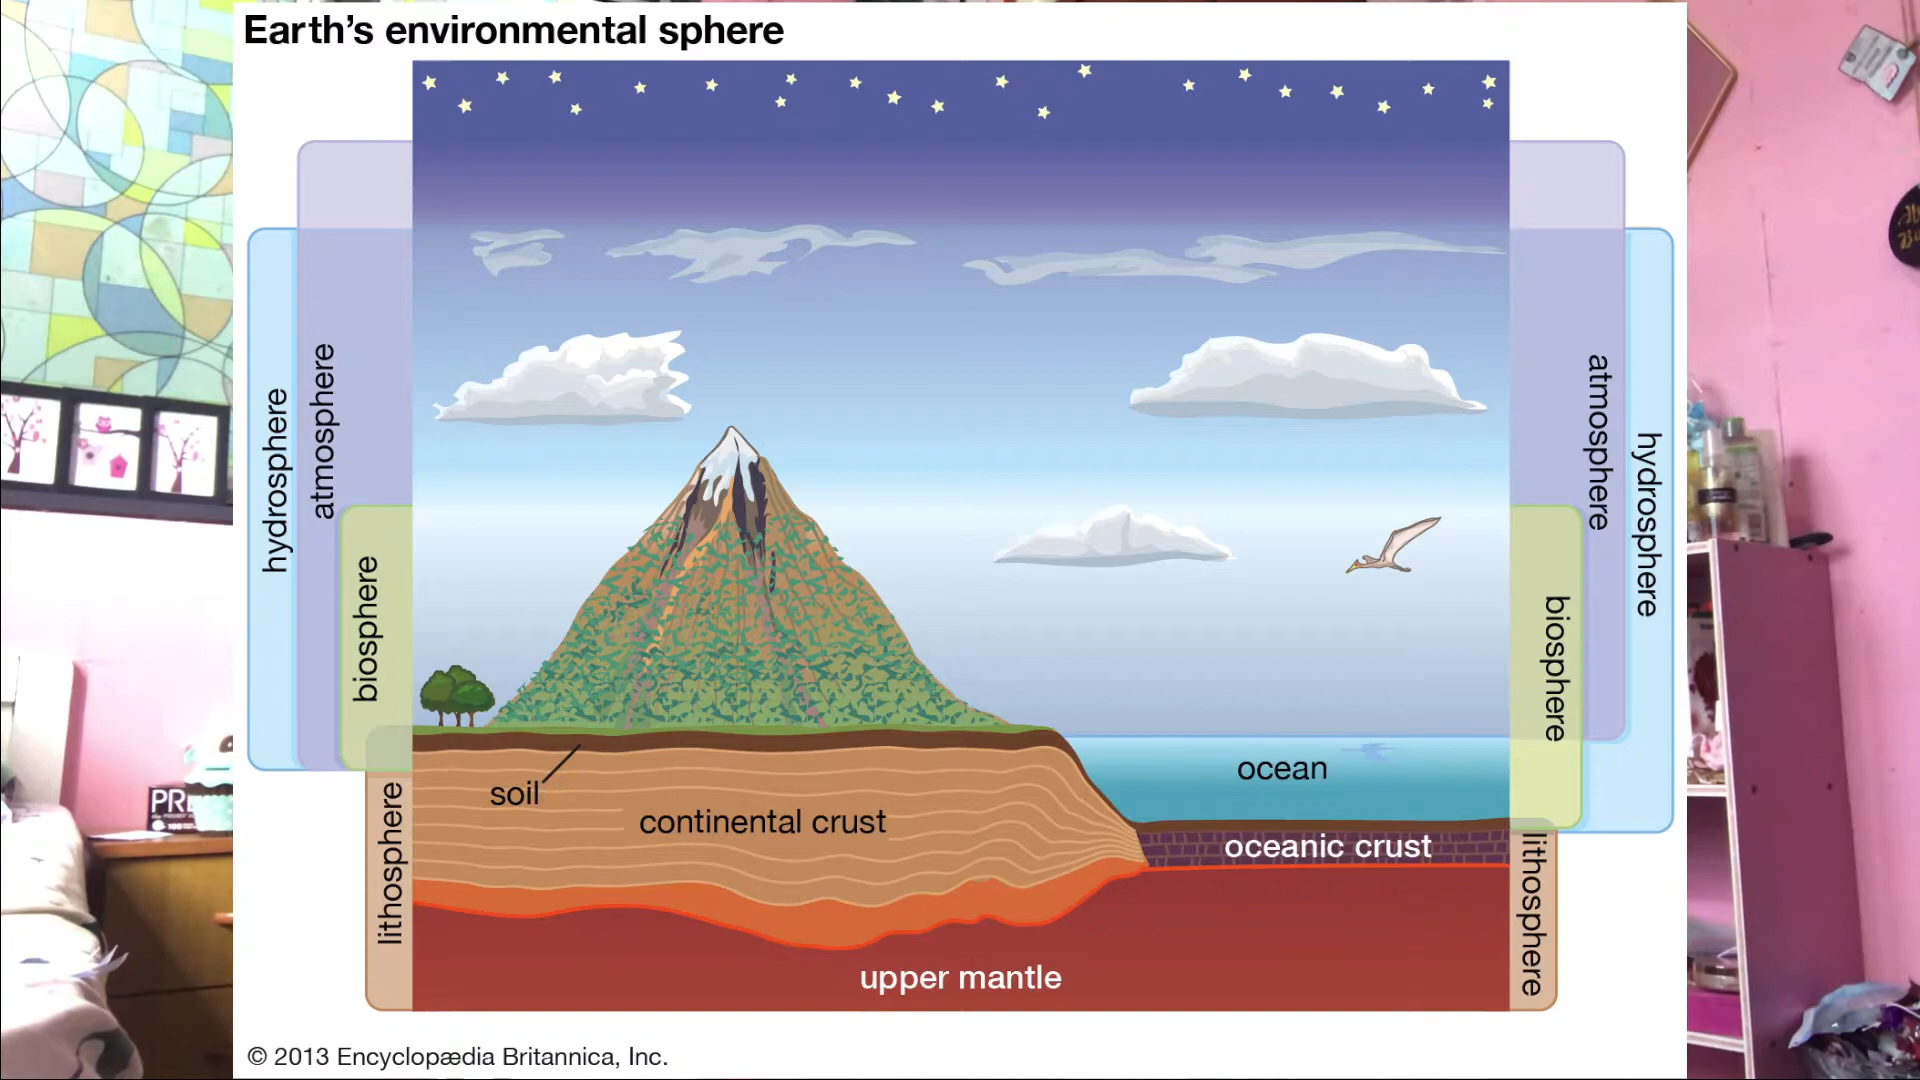 Earth's environmental sphere
hydrosphere
atmosphere
biosphere
lithosphere
atmosphere
hydrosphere
biosphere
lithosphere
soil
continental crust
ocean
oceanic crust
upper mantle
© 2013 Encyclopædia Britannica, Inc.